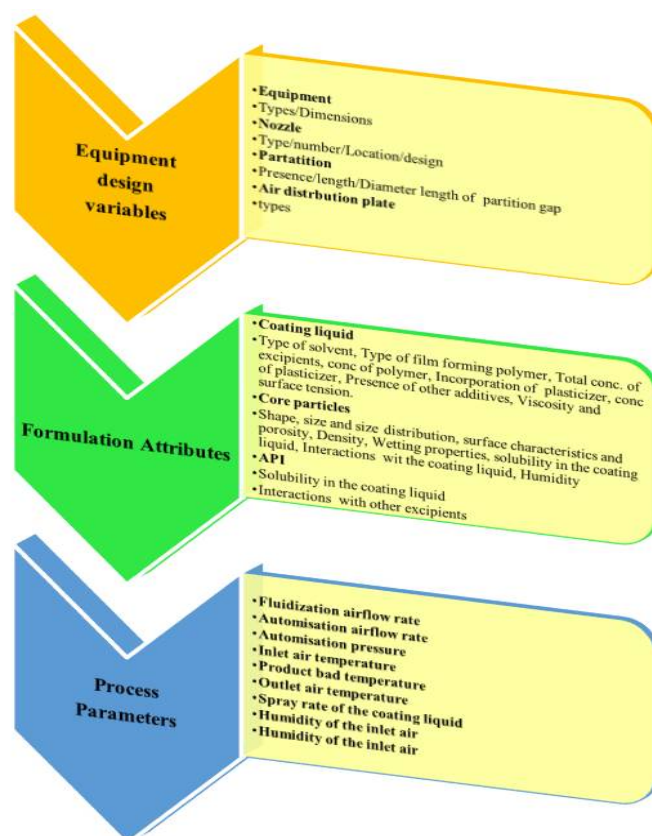 Equipment
design
variables
•Equipment
•Types/Dimensions
•Nozzle
•Type/number/Location/design
•Partatition
•Presence/length/Diameter length of partition gap
•Air distrbution plate
•types
Formulation Attributes
•Coating liquid
•Type of solvent, Type of film forming polymer, Total conc. of
excipients, conc of polymer, Incorporation of plasticizer, conc
of plasticizer, Presence of other additives, Viscosity and
surface tension.
•Core particles
•Shape, size and size distribution, surface characteristics and
porosity, Density, Wetting properties, solubility in the coating
liquid, Interactions wit the coating liquid, Humidity
•API
•Solubility in the coating liquid
•Interactions with other excipients
Process
Parameters
•Fluidization airflow rate
•Automisation airflow rate
•Automisation pressure
•Inlet air temperature
•Product bad temperature
•Outlet air temperature
•Spray rate of the coating liquid
•Humidity of the inlet air
•Humidity of the inlet air